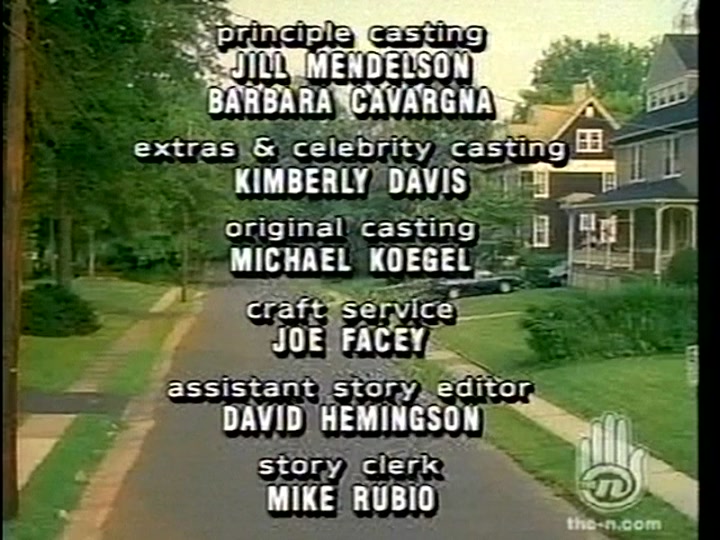 principle casting
JILL MENDELSON
BARBARA CAVARGNA
extras & celebrity casting
KIMBERLY DAVIS
original casting
MICHAEL KOEGEL
craft service
JOE FACEY
assistant story editor
DAVID HEMINGSON
story clerk
MIKE RUBIO
n
the-n.com